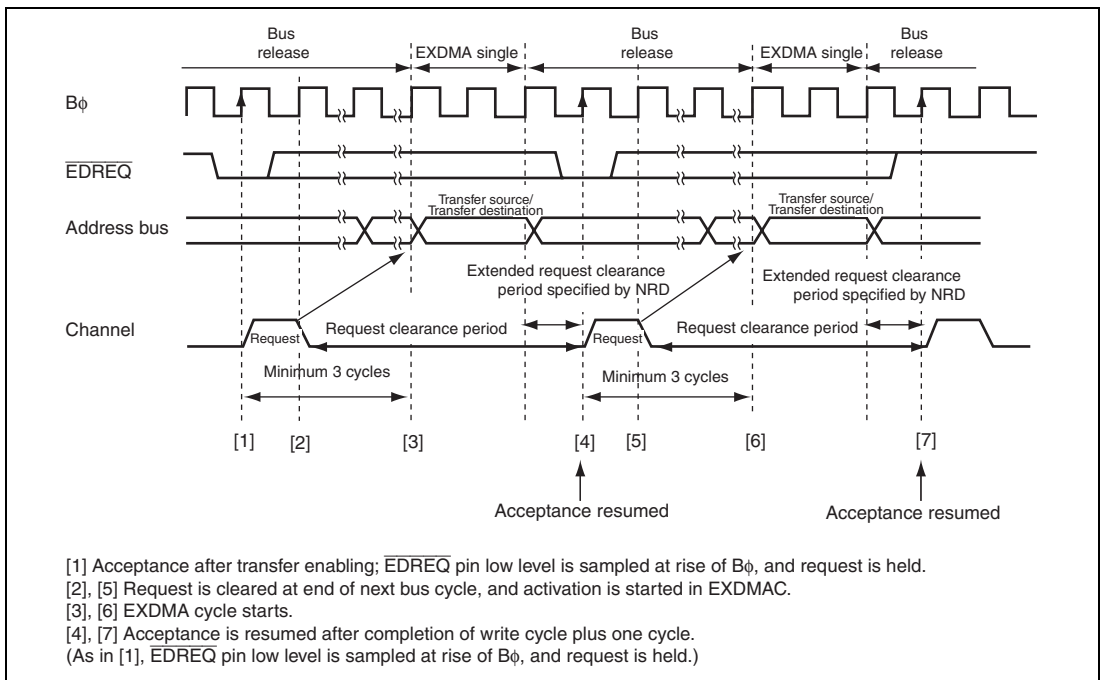 Bus release
EXDMA single
Bus release
EXDMA single
Bus release
Bφ
EDREQ
Address bus
Transfer source/
Transfer destination
Transfer source/
Transfer destination
Extended request clearance
period specified by NRD
Extended request clearance
period specified by NRD
Channel
Request
Request clearance period
Request
Request clearance period
Minimum 3 cycles
Minimum 3 cycles
[1]
[2]
[3]
[4]
[5]
[6]
[7]
Acceptance resumed
Acceptance resumed
[1] Acceptance after transfer enabling; EDREQ pin low level is sampled at rise of Bφ, and request is held.
[2], [5] Request is cleared at end of next bus cycle, and activation is started in EXDMAC.
[3], [6] EXDMA cycle starts.
[4], [7] Acceptance is resumed after completion of write cycle plus one cycle.
(As in [1], EDREQ pin low level is sampled at rise of Bφ, and request is held.)